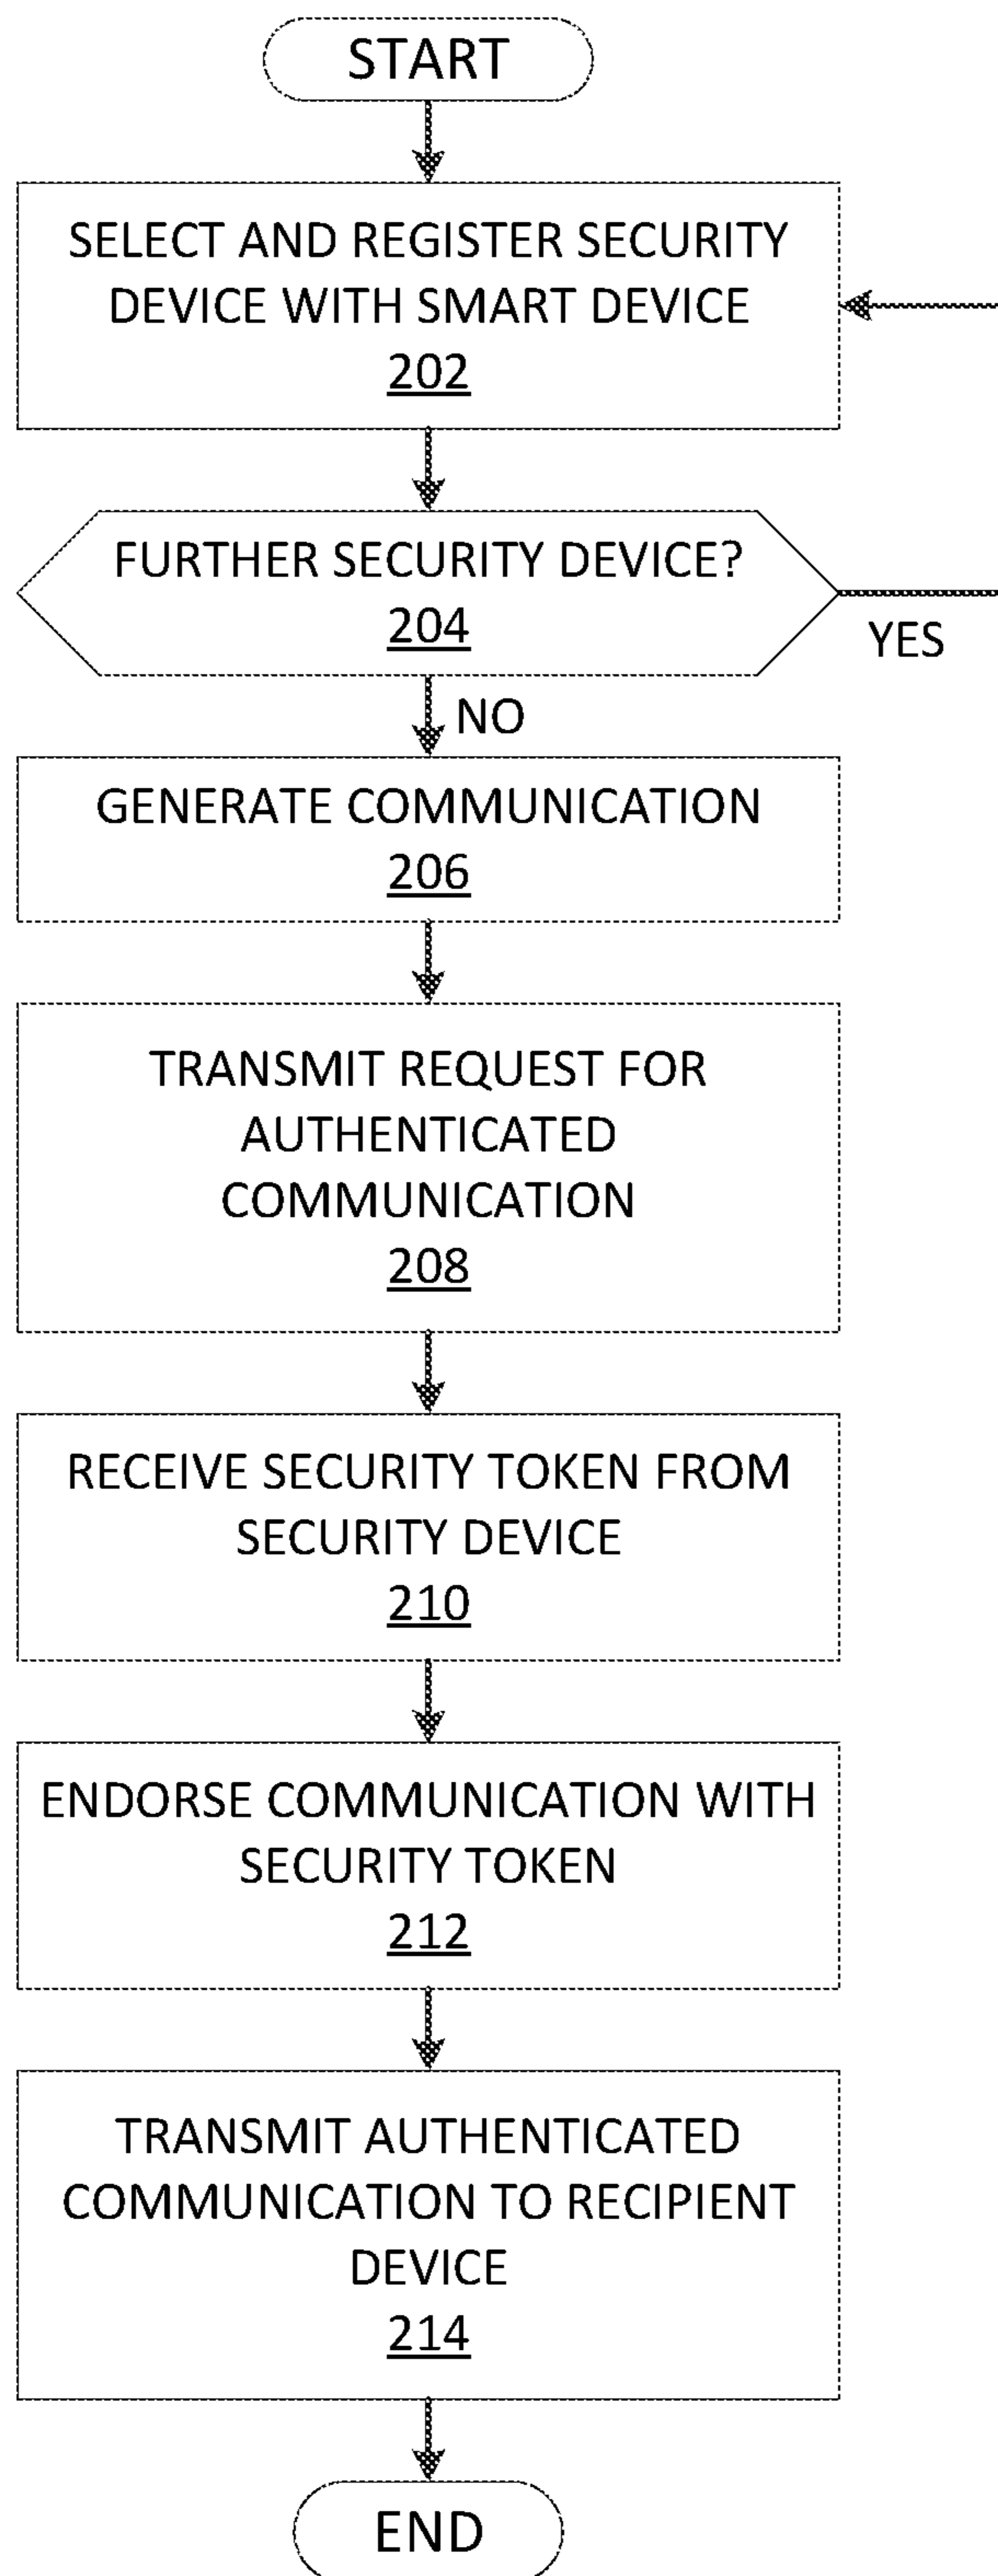 START
SELECT AND REGISTER SECURITY
DEVICE WITH SMART DEVICE
202
FURTHER SECURITY DEVICE?
204
YES
NO
GENERATE COMMUNICATION
206
TRANSMIT REQUEST FOR
AUTHENTICATED
COMMUNICATION
208
RECEIVE SECURITY TOKEN FROM
SECURITY DEVICE
210
ENDORSE COMMUNICATION WITH
SECURITY TOKEN
212
TRANSMIT AUTHENTICATED
COMMUNICATION TO RECIPIENT
DEVICE
214
END